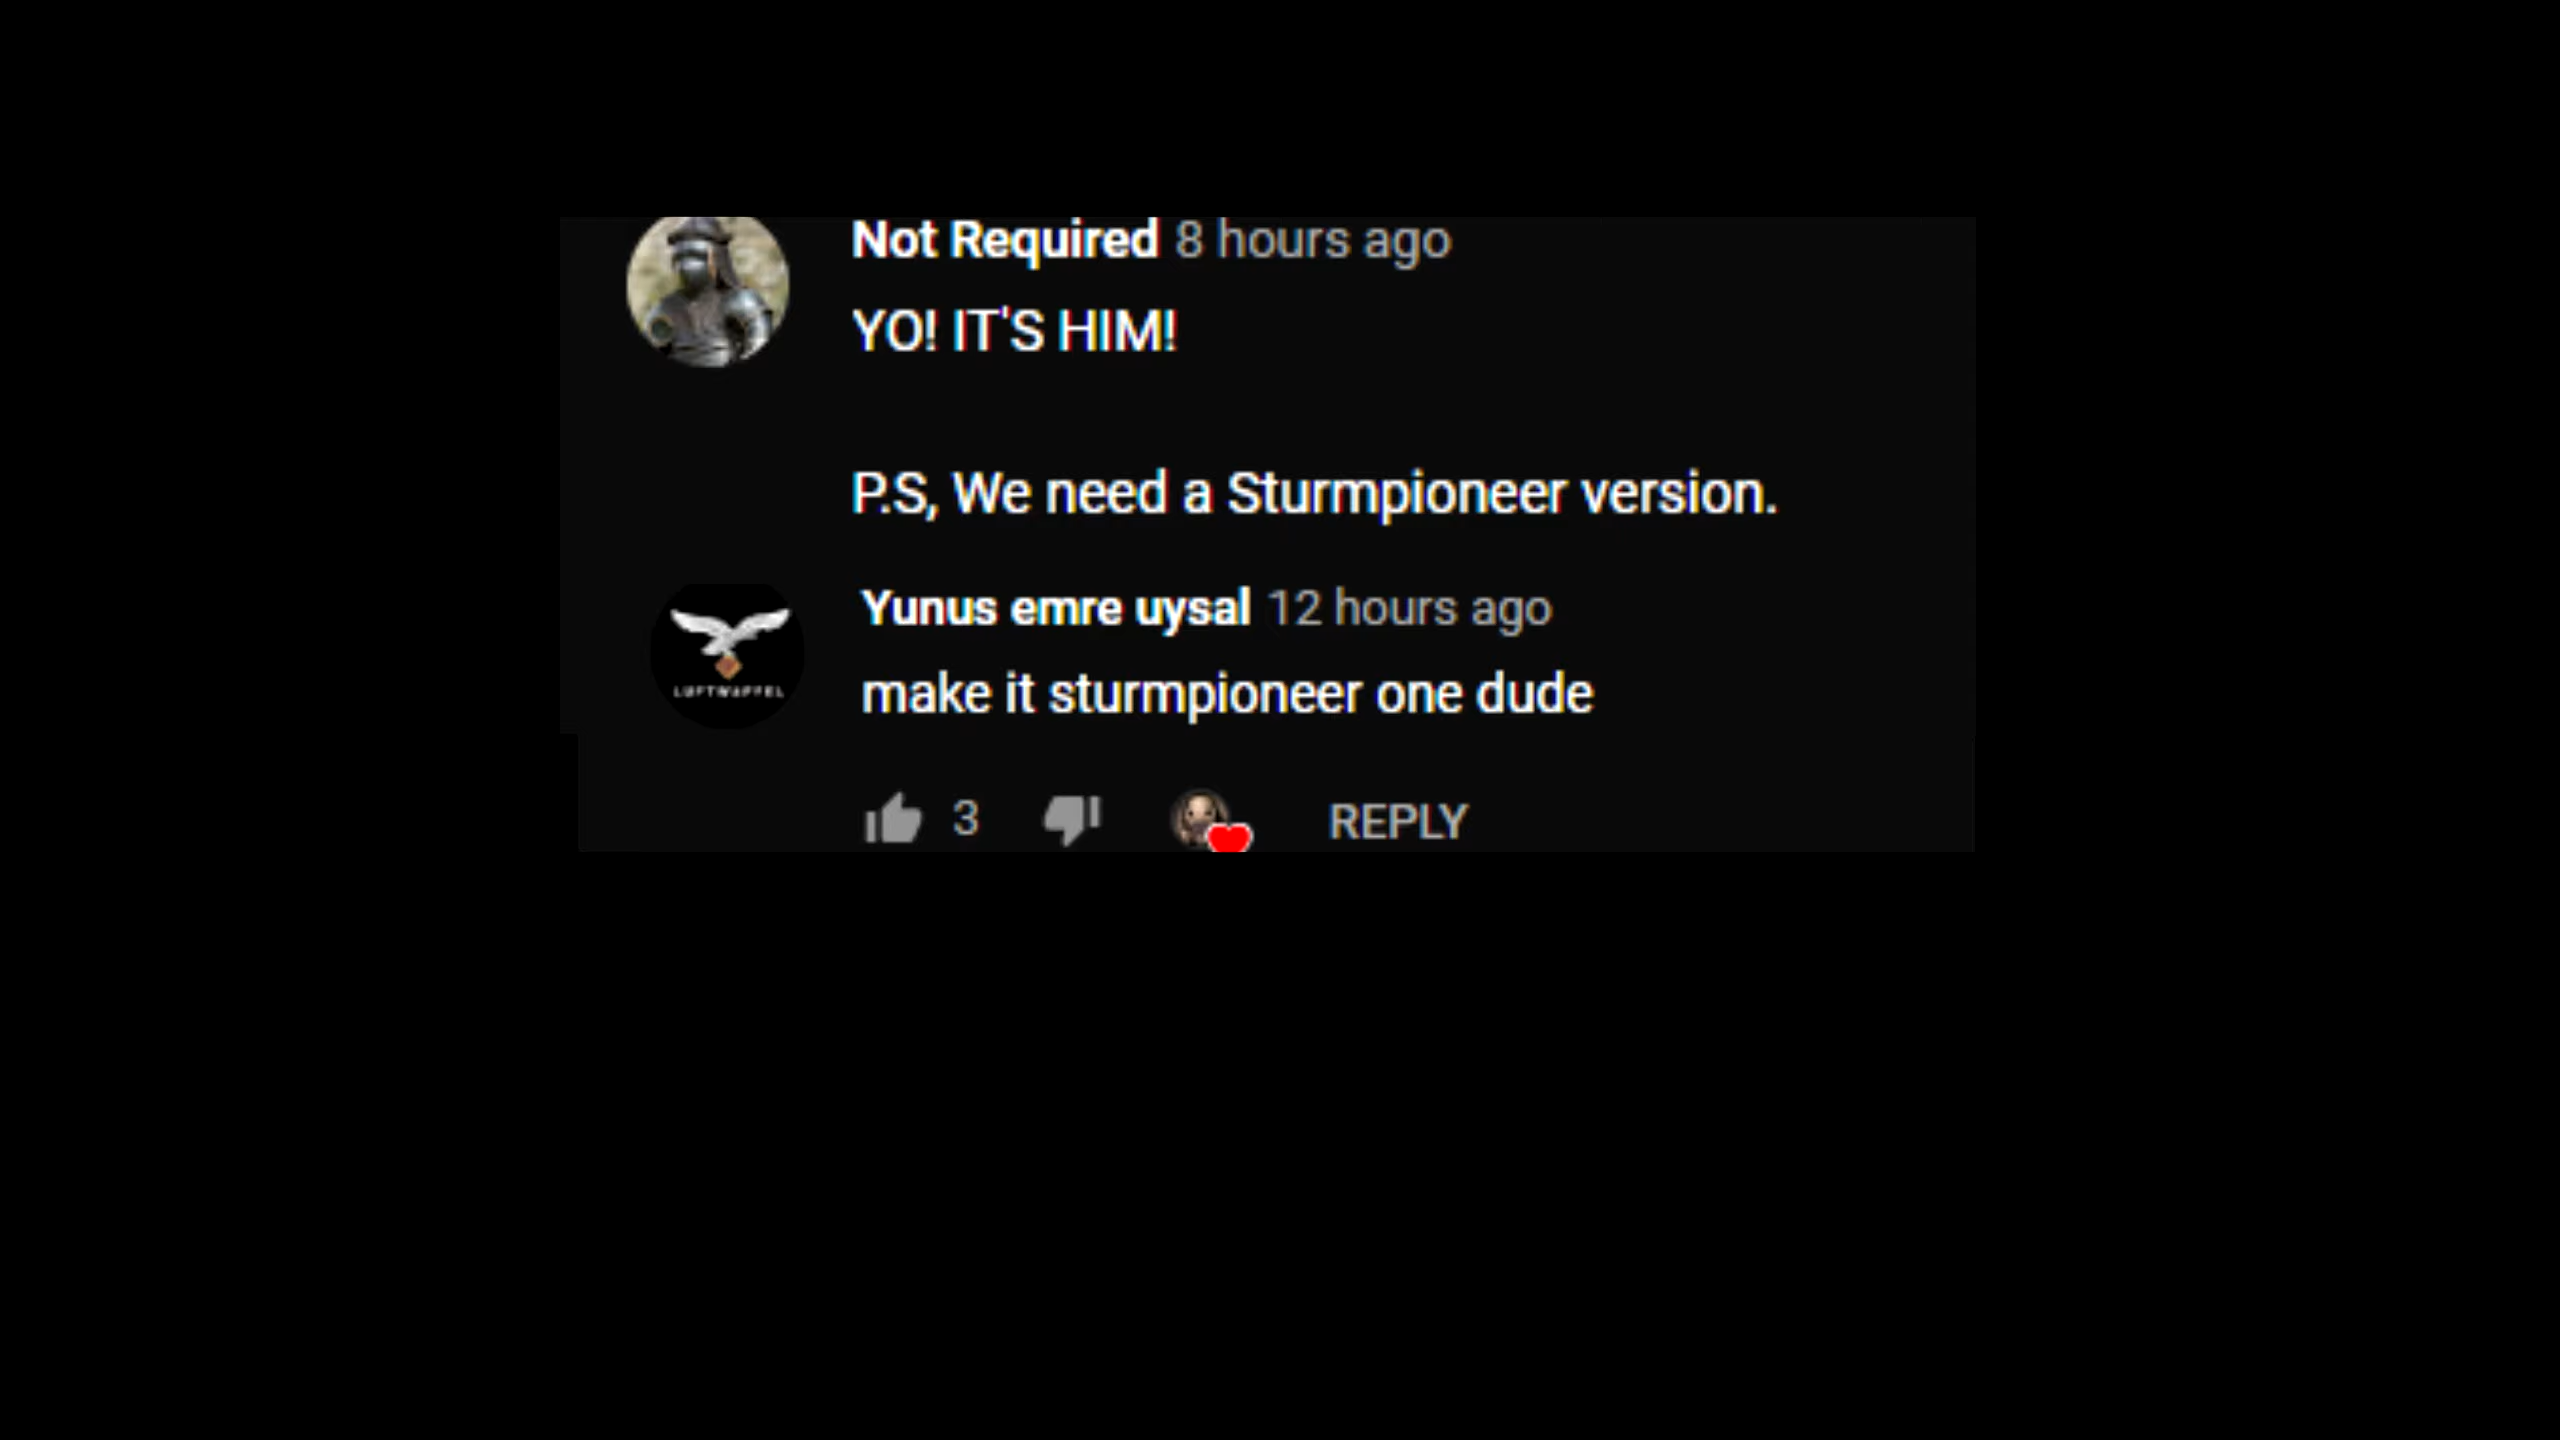 Not Required 8 hours ago
YO! IT'S HIM!
P.S, We need a Sturmpioneer version.
Yunus emre uysal 12 hours ago
LUFTWAFFEL
make it sturmpioneer one dude
3 REPLY